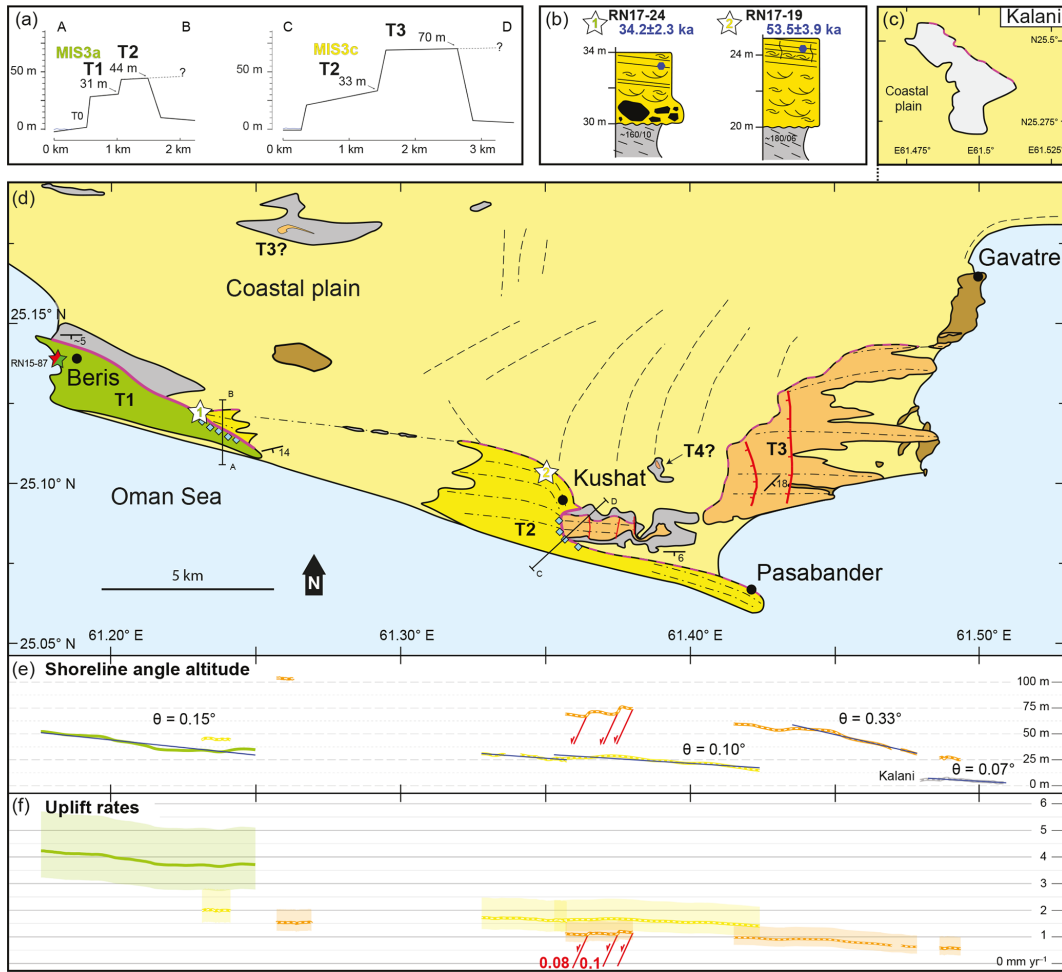 (a)
A
B
C
D
MIS3a
T1
T2
44 m
31 m
?
T0
50 m
0 m
0 km
1 km
2 km
MIS3c
T3
70 m
T2
33 m
?
50 m
0 m
0 km
1 km
2 km
3 km
(b)
1
RN17-24
34.2±2.3 ka
34 m
30 m
~160/10
2
RN17-19
53.5±3.9 ka
24 m
20 m
~180/06
(c)
Kalani
N25.5°
Coastal plain
N25.275°
E61.475°
E61.5°
E61.525°
(d)
T3?
Coastal plain
Gavatre
25.15° N
~5
RN15-87
Beris
T1
1
B
A
14
T4?
Kushat
2
T3
18
25.10° N
Oman Sea
T2
D
C
6
Pasabander
5 km
N
25.05° N
61.20° E
61.30° E
61.40° E
61.50° E
(e) Shoreline angle altitude
100 m
75 m
50 m
25 m
0 m
θ = 0.15°
θ = 0.10°
θ = 0.33°
Kalani
θ = 0.07°
(f) Uplift rates
6
5
4
3
2
1
0 mm yr⁻¹
0.08
0.1